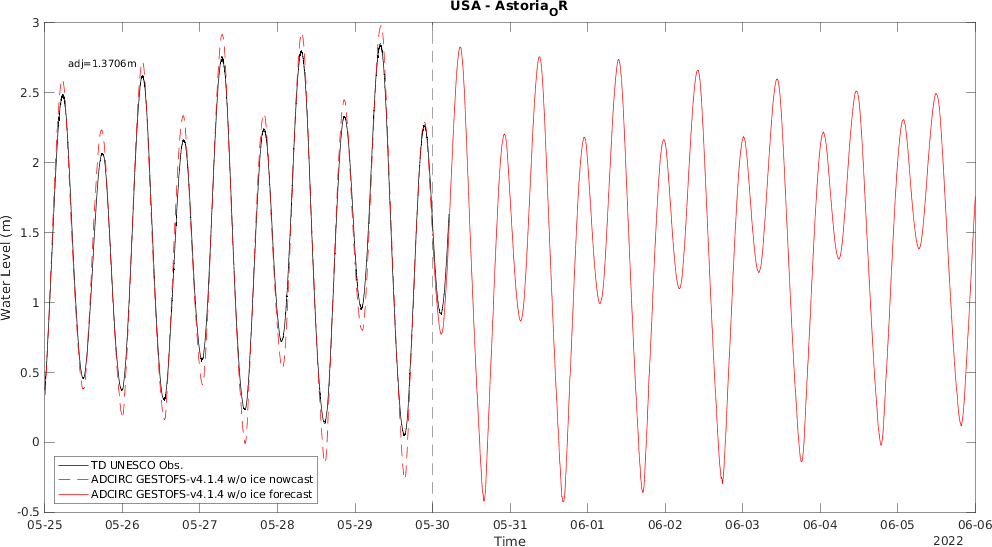 USA - Astoria_OR
adj=1.3706m
3
2.5
2
1.5
1
0.5
0
-0.5
Water Level (m)
TD UNESCO Obs.
ADCIRC GESTOFS-v4.1.4 w/o ice nowcast
ADCIRC GESTOFS-v4.1.4 w/o ice forecast
05-25 05-26 05-27 05-28 05-29 05-30 05-31 06-01 06-02 06-03 06-04 06-05 06-06
Time
2022